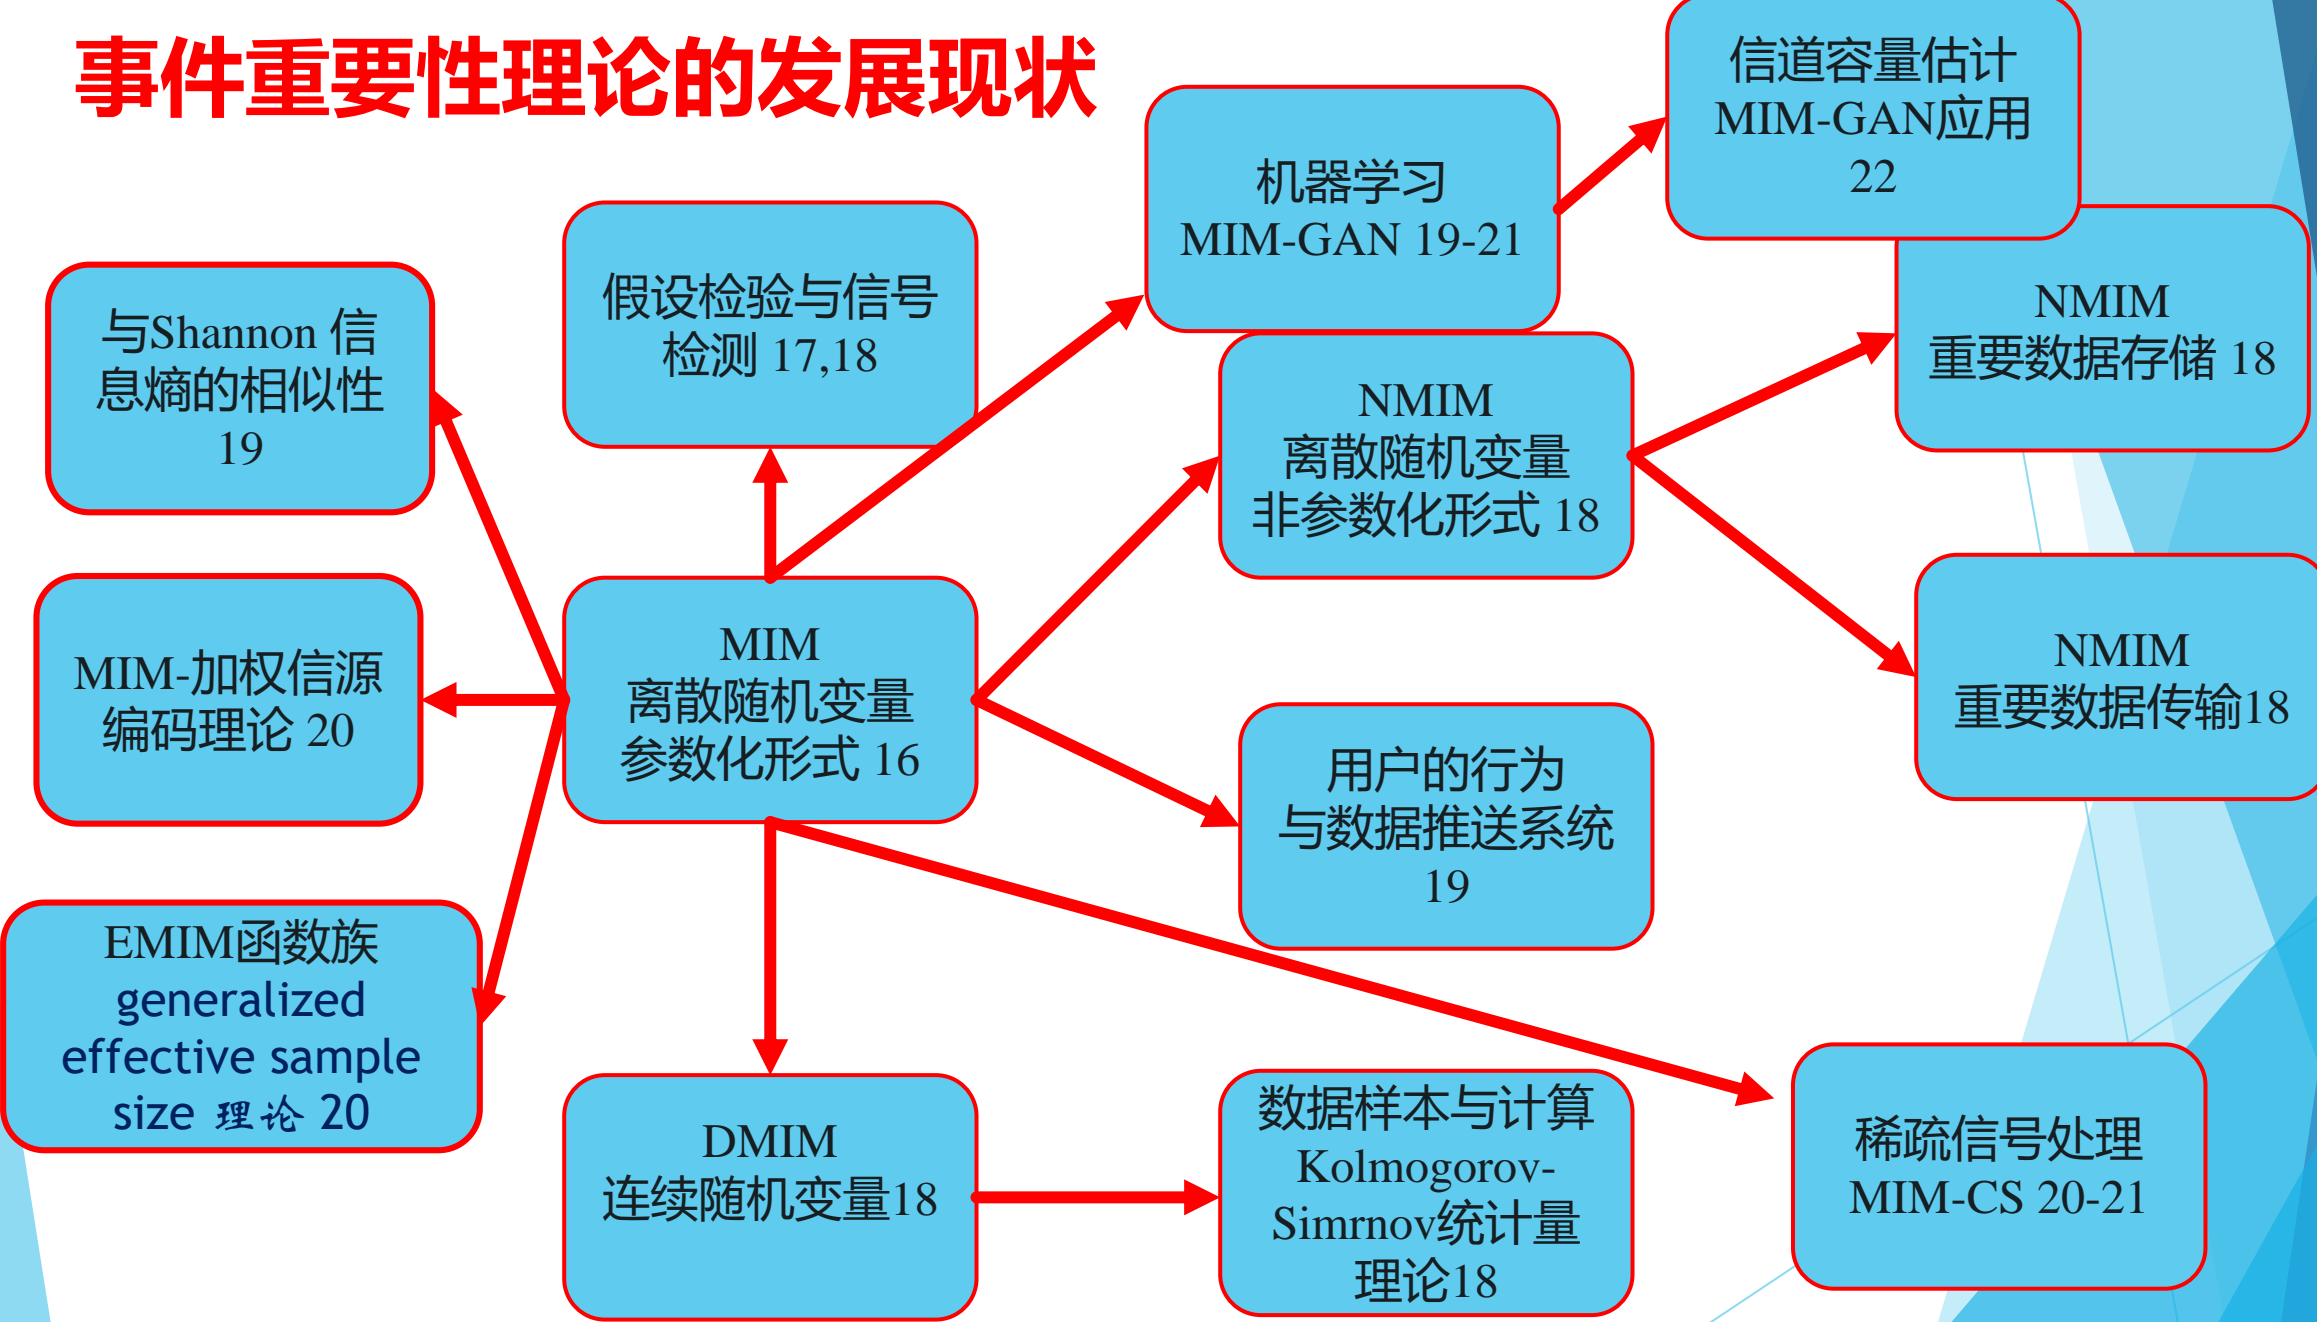 事件重要性理论的发展现状
信道容量估计
MIM-GAN应用
22
机器学习
MIM-GAN 19-21
假设检验与信号
检测 17,18
与Shannon 信
息熵的相似性
19
NMIM
重要数据存储 18
NMIM
离散随机变量
非参数化形式 18
MIM-加权信源
编码理论 20
MIM
离散随机变量
参数化形式 16
NMIM
重要数据传输18
用户的行为
与数据推送系统
19
EMIM函数族
generalized
effective sample
size 理论 20
DMIM
连续随机变量18
数据样本与计算
Kolmogorov-
Simrnov统计量
理论18
稀疏信号处理
MIM-CS 20-21